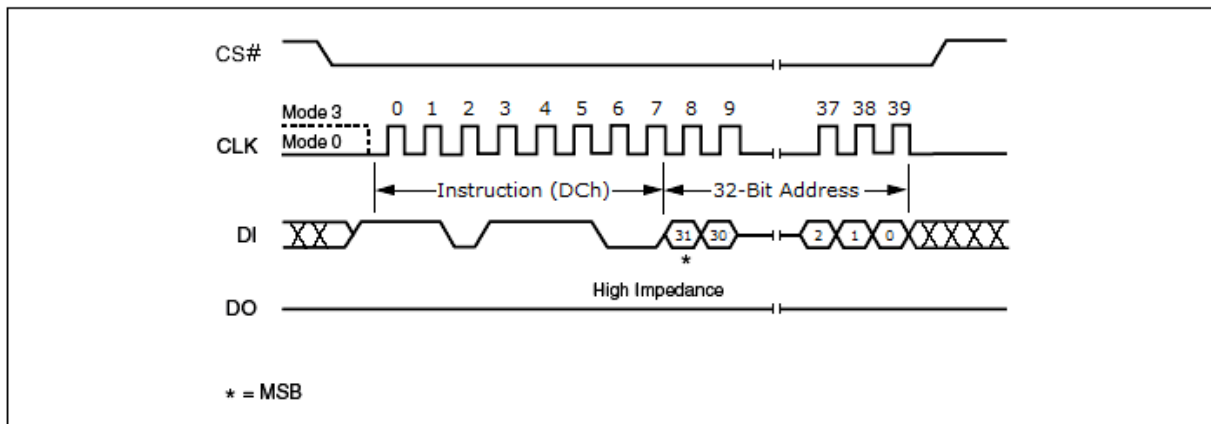 CS#
Mode 3 0 1 2 3 4 5 6 7 8 9 37 38 39
CLK Mode 0
Instruction (DCh) 32-Bit Address
DI 31 30 2 1 0
*
High Impedance
DO
* = MSB